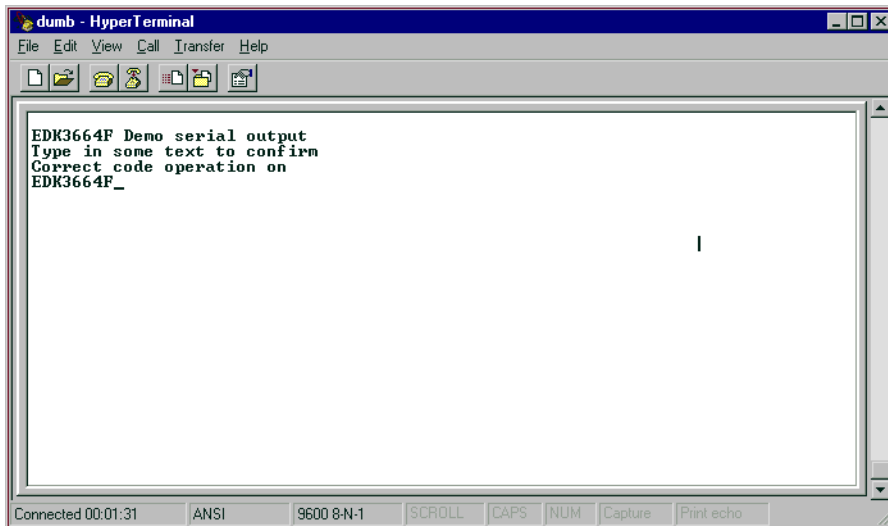 dumb - HyperTerminal
File Edit View Call Transfer Help
EDK3664F Demo serial output
Type in some text to confirm
Correct code operation on
EDK3664F_
Connected 00:01:31 ANSI 9600 8-N-1 SCROLL CAPS NUM Capture Print echo